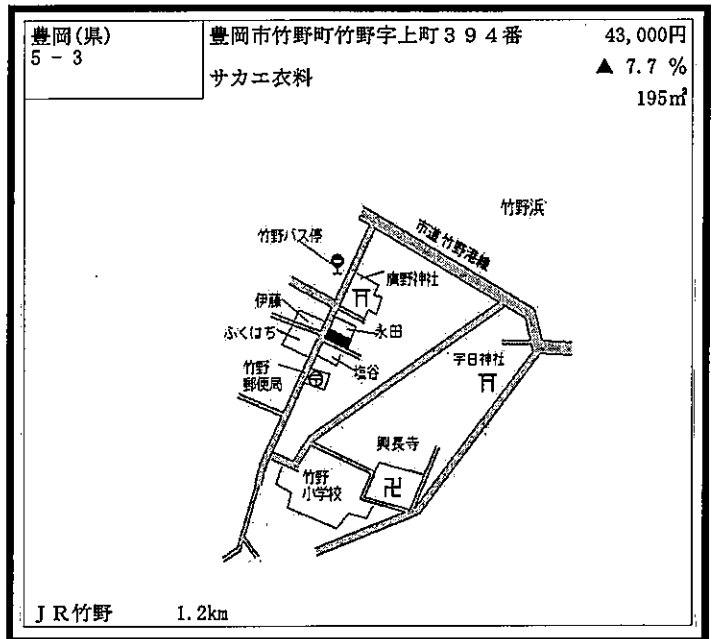 豊岡(県) 豊岡市竹野町竹野字上町394番 43,000円
5-3
サカエ衣料 ▲ 7.7 %
195㎡
竹野浜
竹野バス停
市道竹野港線
鷹野神社
伊藤
ふくはち
永田
宇日神社
竹野
郵便局
塩谷
興長寺
竹野
小学校
JR竹野 1.2km